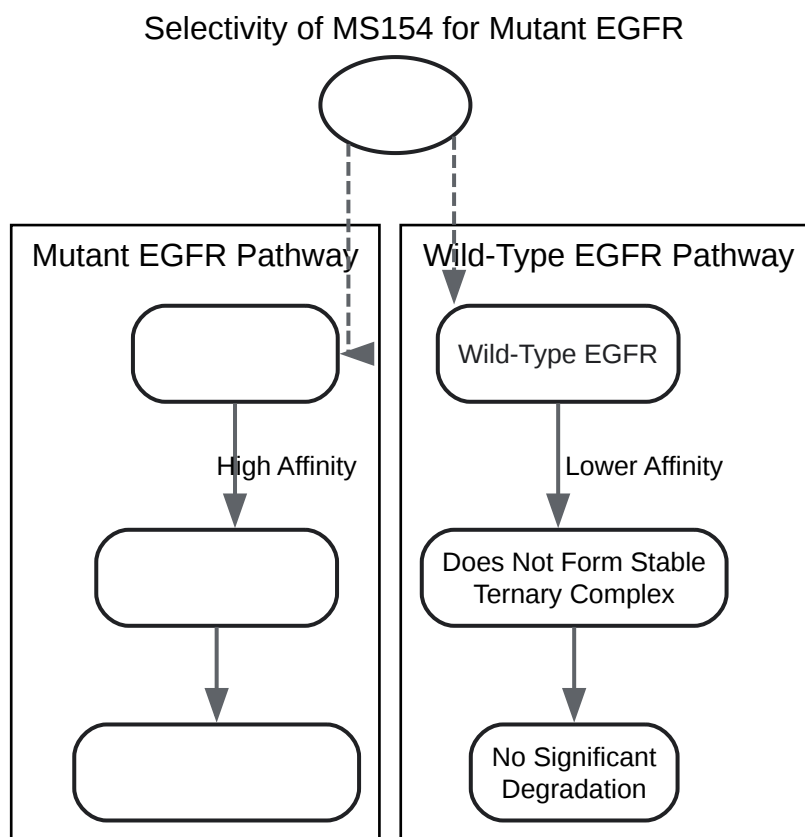 Selectivity of MS154 for Mutant EGFR
Mutant EGFR Pathway
High Affinity
Wild-Type EGFR Pathway
Wild-Type EGFR
Lower Affinity
Does Not Form Stable
Ternary Complex
No Significant
Degradation